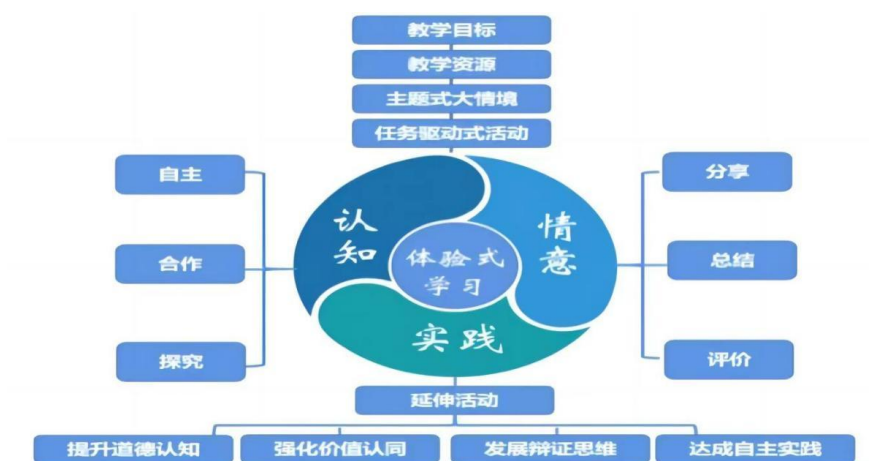 教学目标
教学资源
主题式大情境
任务驱动式活动
自主
合作
探究
认知
情意
体验式
学习
实践
分享
总结
评价
延伸活动
提升道德认知
强化价值认同
发展辩证思维
达成自主实践